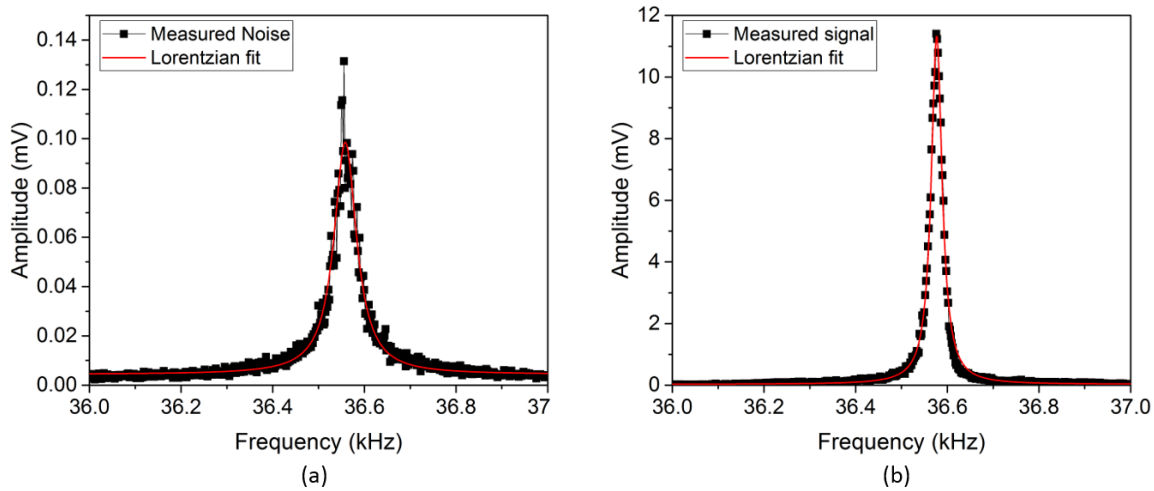 0.14
0.12
0.10
0.08
0.06
0.04
0.02
0.00
Amplitude (mV)
Measured Noise
Lorentzian fit
36.0
36.2
36.4
36.6
36.8
37
Frequency (kHz)
(a)
12
10
8
6
4
2
0
Amplitude (mV)
Measured signal
Lorentzian fit
36.0
36.2
36.4
36.6
36.8
37.0
Frequency (kHz)
(b)